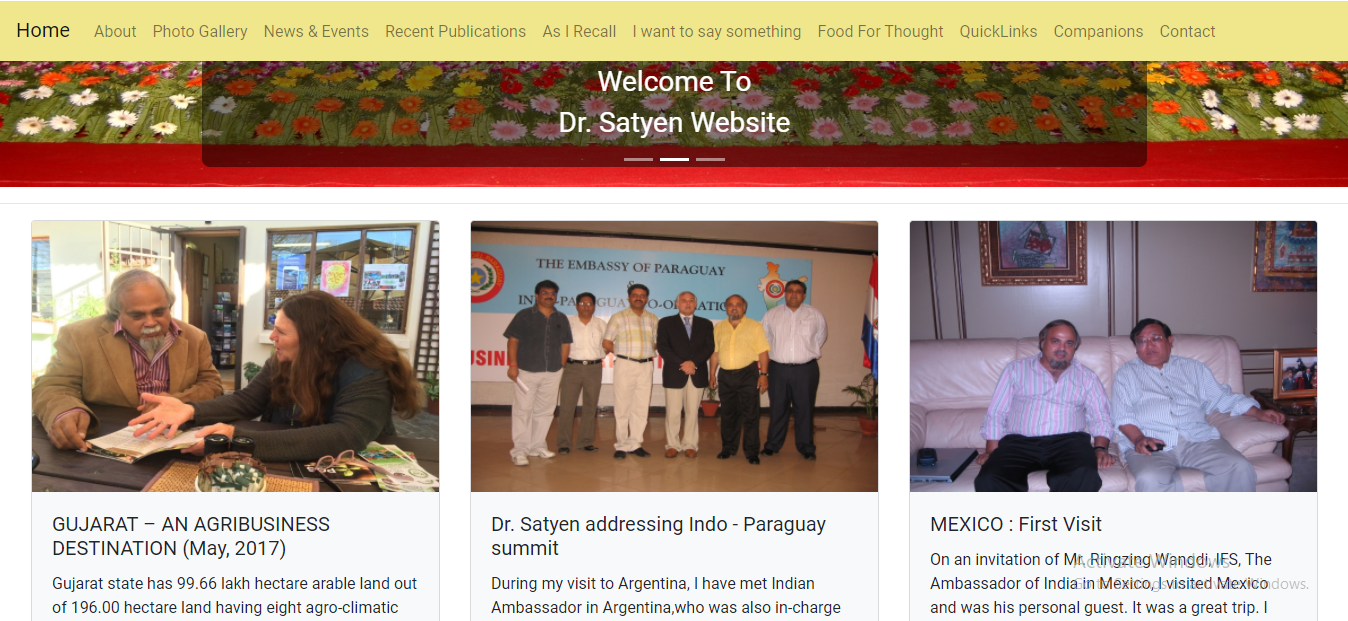 Home About Photo Gallery News & Events Recent Publications As I Recall I want to say something Food For Thought QuickLinks Companions Contact
Welcome To
Dr. Satyen Website
THE EMBASSY OF PARAGUAY
&
GUJARAT – AN AGRIBUSINESS
DESTINATION (May, 2017)
Gujarat state has 99.66 lakh hectare arable land out
of 196.00 hectare land having eight agro-climatic
Dr. Satyen addressing Indo - Paraguay
summit
During my visit to Argentina, I have met Indian
Ambassador in Argentina,who was also in-charge
MEXICO : First Visit
On an invitation of Mr. Ringzing Wangdi, IFS, The
Ambassador of India in Mexico, I visited Mexico
and was his personal guest. It was a great trip. I
Activate Windows
Go to Settings to activate Windows.